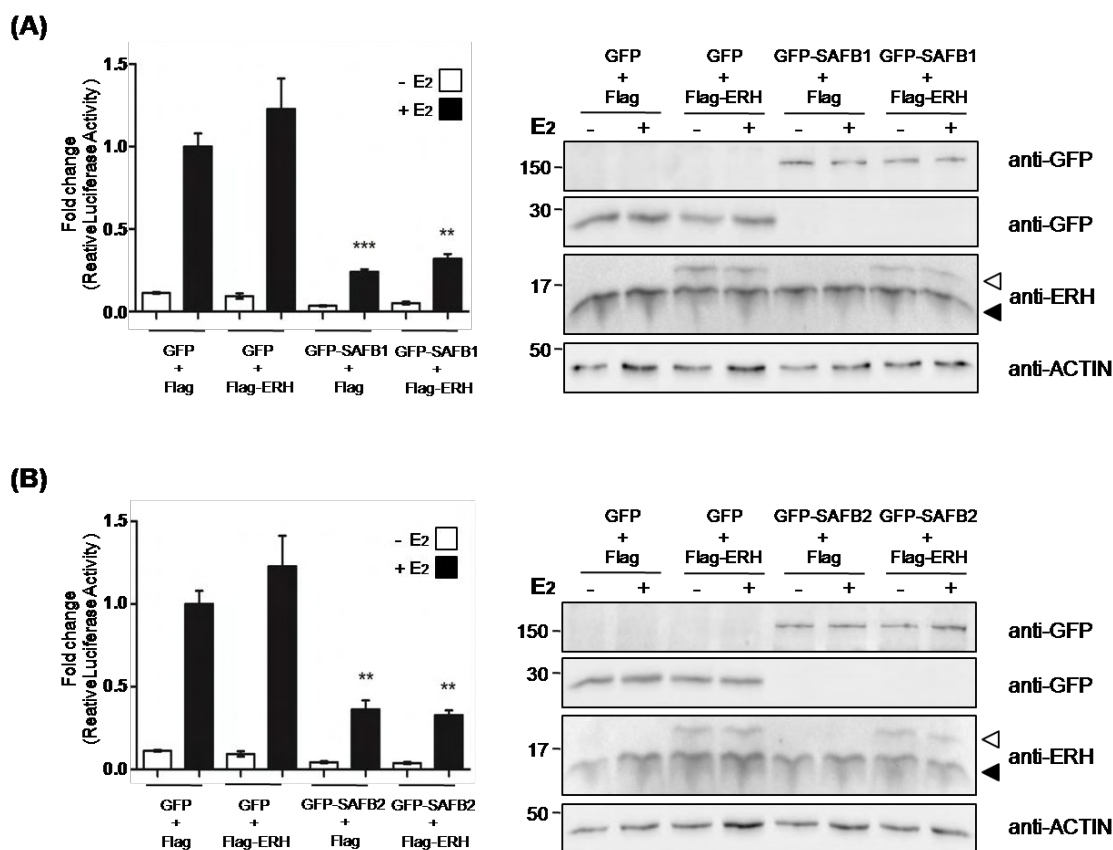 (A)
Fold change
(Reative Luciferase Activity)
1.5
1.0
0.5
0.0
- E2
+ E2
***
**
GFP
+
Flag
GFP
+
Flag-ERH
GFP-SAFB1
+
Flag
GFP-SAFB1
+
Flag-ERH
GFP
+
Flag
GFP
+
Flag-ERH
GFP-SAFB1
+
Flag
GFP-SAFB1
+
Flag-ERH
E2 - + - + - + - +
150 anti-GFP
30 anti-GFP
17 anti-ERH
50 anti-ACTIN
(B)
Fold change
(Reative Luciferase Activity)
1.5
1.0
0.5
0.0
- E2
+ E2
**
**
GFP
+
Flag
GFP
+
Flag-ERH
GFP-SAFB2
+
Flag
GFP-SAFB2
+
Flag-ERH
GFP
+
Flag
GFP
+
Flag-ERH
GFP-SAFB2
+
Flag
GFP-SAFB2
+
Flag-ERH
E2 - + - + - + - +
150 anti-GFP
30 anti-GFP
17 anti-ERH
50 anti-ACTIN